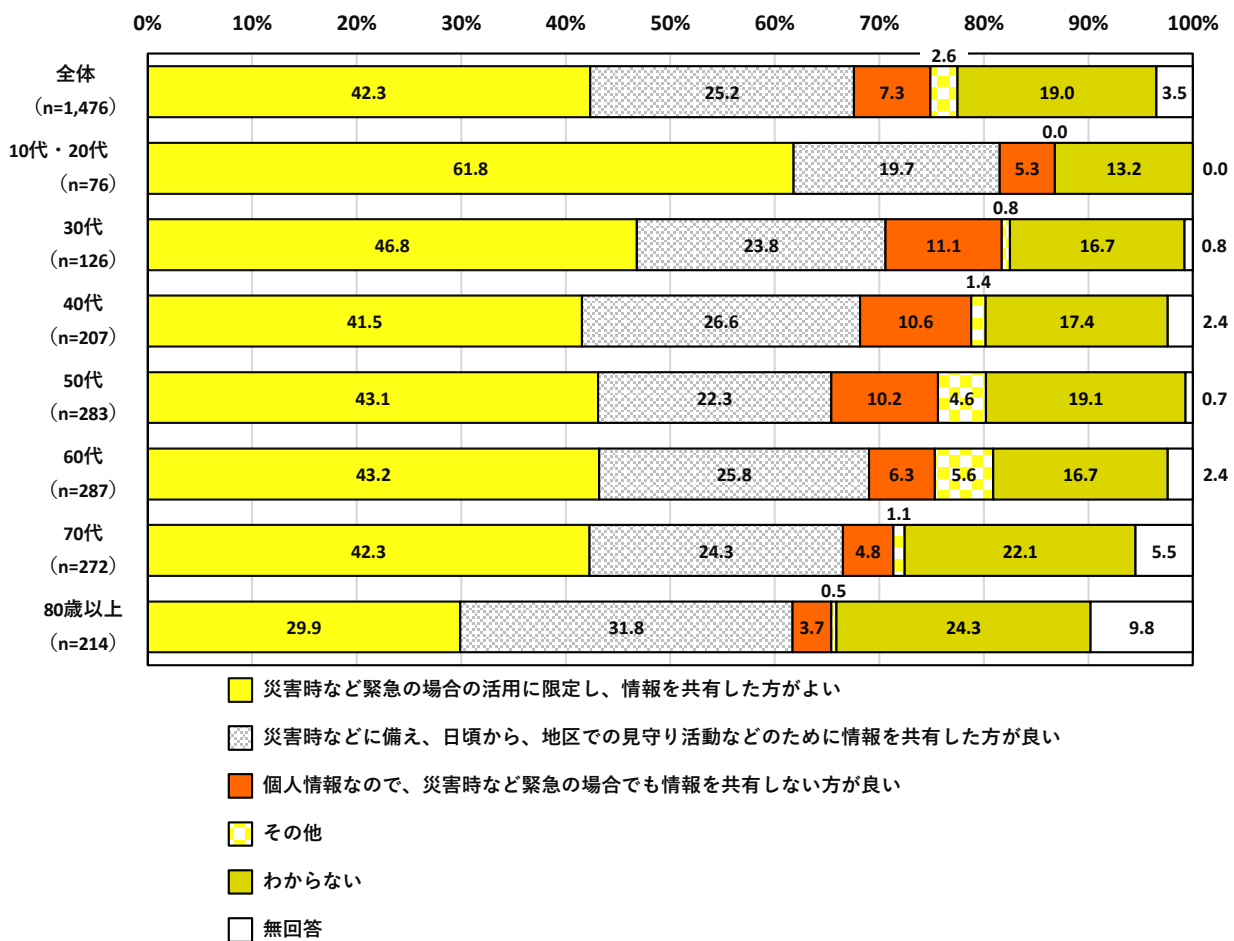 0% 10% 20% 30% 40% 50% 60% 70% 80% 90% 100%
2.6
全体
（n=1,476）
42.3 25.2 7.3 19.0 3.5
0.0
10代・20代
（n=76）
61.8 19.7 5.3 13.2 0.0
0.8
30代
（n=126）
46.8 23.8 11.1 16.7 0.8
1.4
40代
（n=207）
41.5 26.6 10.6 17.4 2.4
50代
（n=283）
43.1 22.3 10.2 4.6 19.1 0.7
60代
（n=287）
43.2 25.8 6.3 5.6 16.7 2.4
1.1
70代
（n=272）
42.3 24.3 4.8 22.1 5.5
0.5
80歳以上
（n=214）
29.9 31.8 3.7 24.3 9.8
災害時など緊急の場合の活用に限定し、情報を共有した方がよい
災害時などに備え、日頃から、地区での見守り活動などのために情報を共有した方が良い
個人情報なので、災害時など緊急の場合でも情報を共有しない方が良い
その他
わからない
無回答